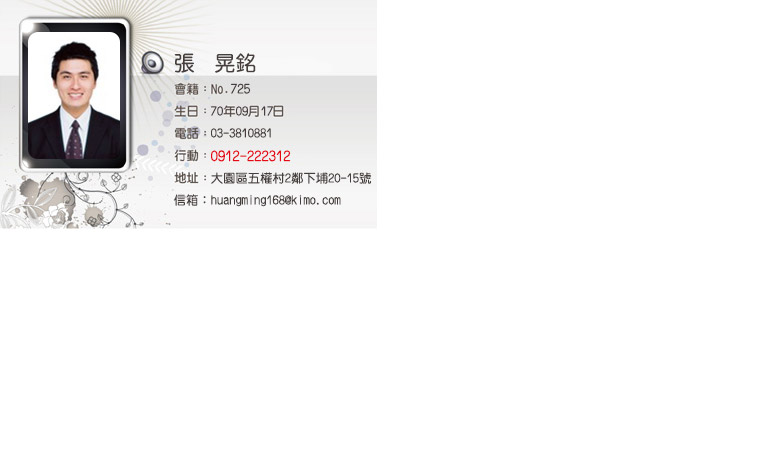 張 晃銘
會籍：No.725
生日：70年09月17日
電話：03-3810881
行動：0912-222312
地址：大園區五權村2鄰下埔20-15號
信箱：huangming168@kimo.com